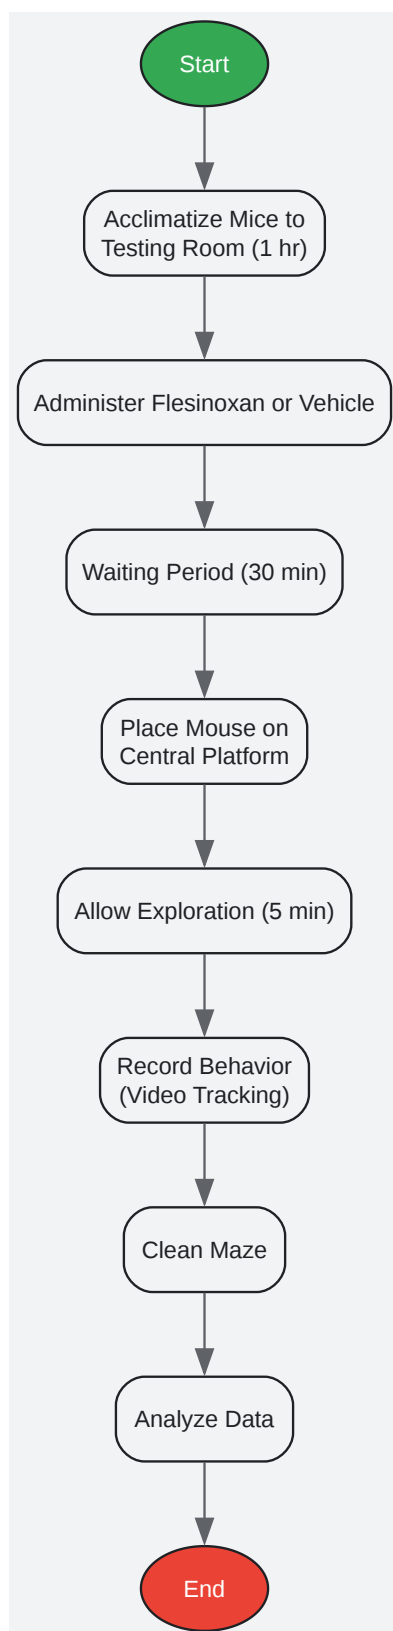 Start
Acclimatize Mice to
Testing Room (1 hr)
Administer Flesinoxan or Vehicle
Waiting Period (30 min)
Place Mouse on
Central Platform
Allow Exploration (5 min)
Record Behavior
(Video Tracking)
Clean Maze
Analyze Data
End